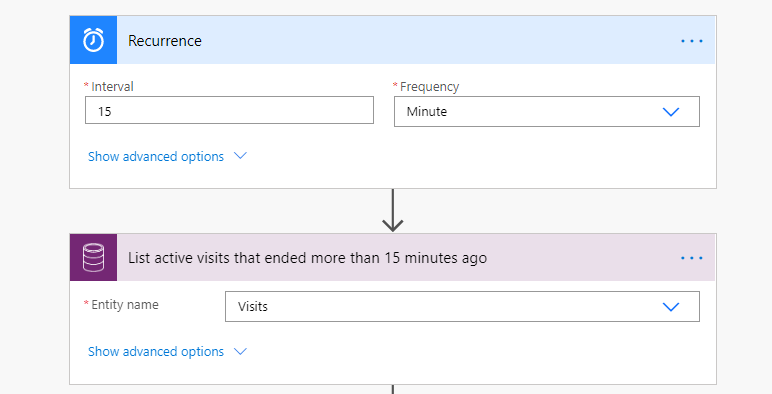 Recurrence
* Interval
* Frequency
15
Minute
Show advanced options
List active visits that ended more than 15 minutes ago
* Entity name
Visits
Show advanced options